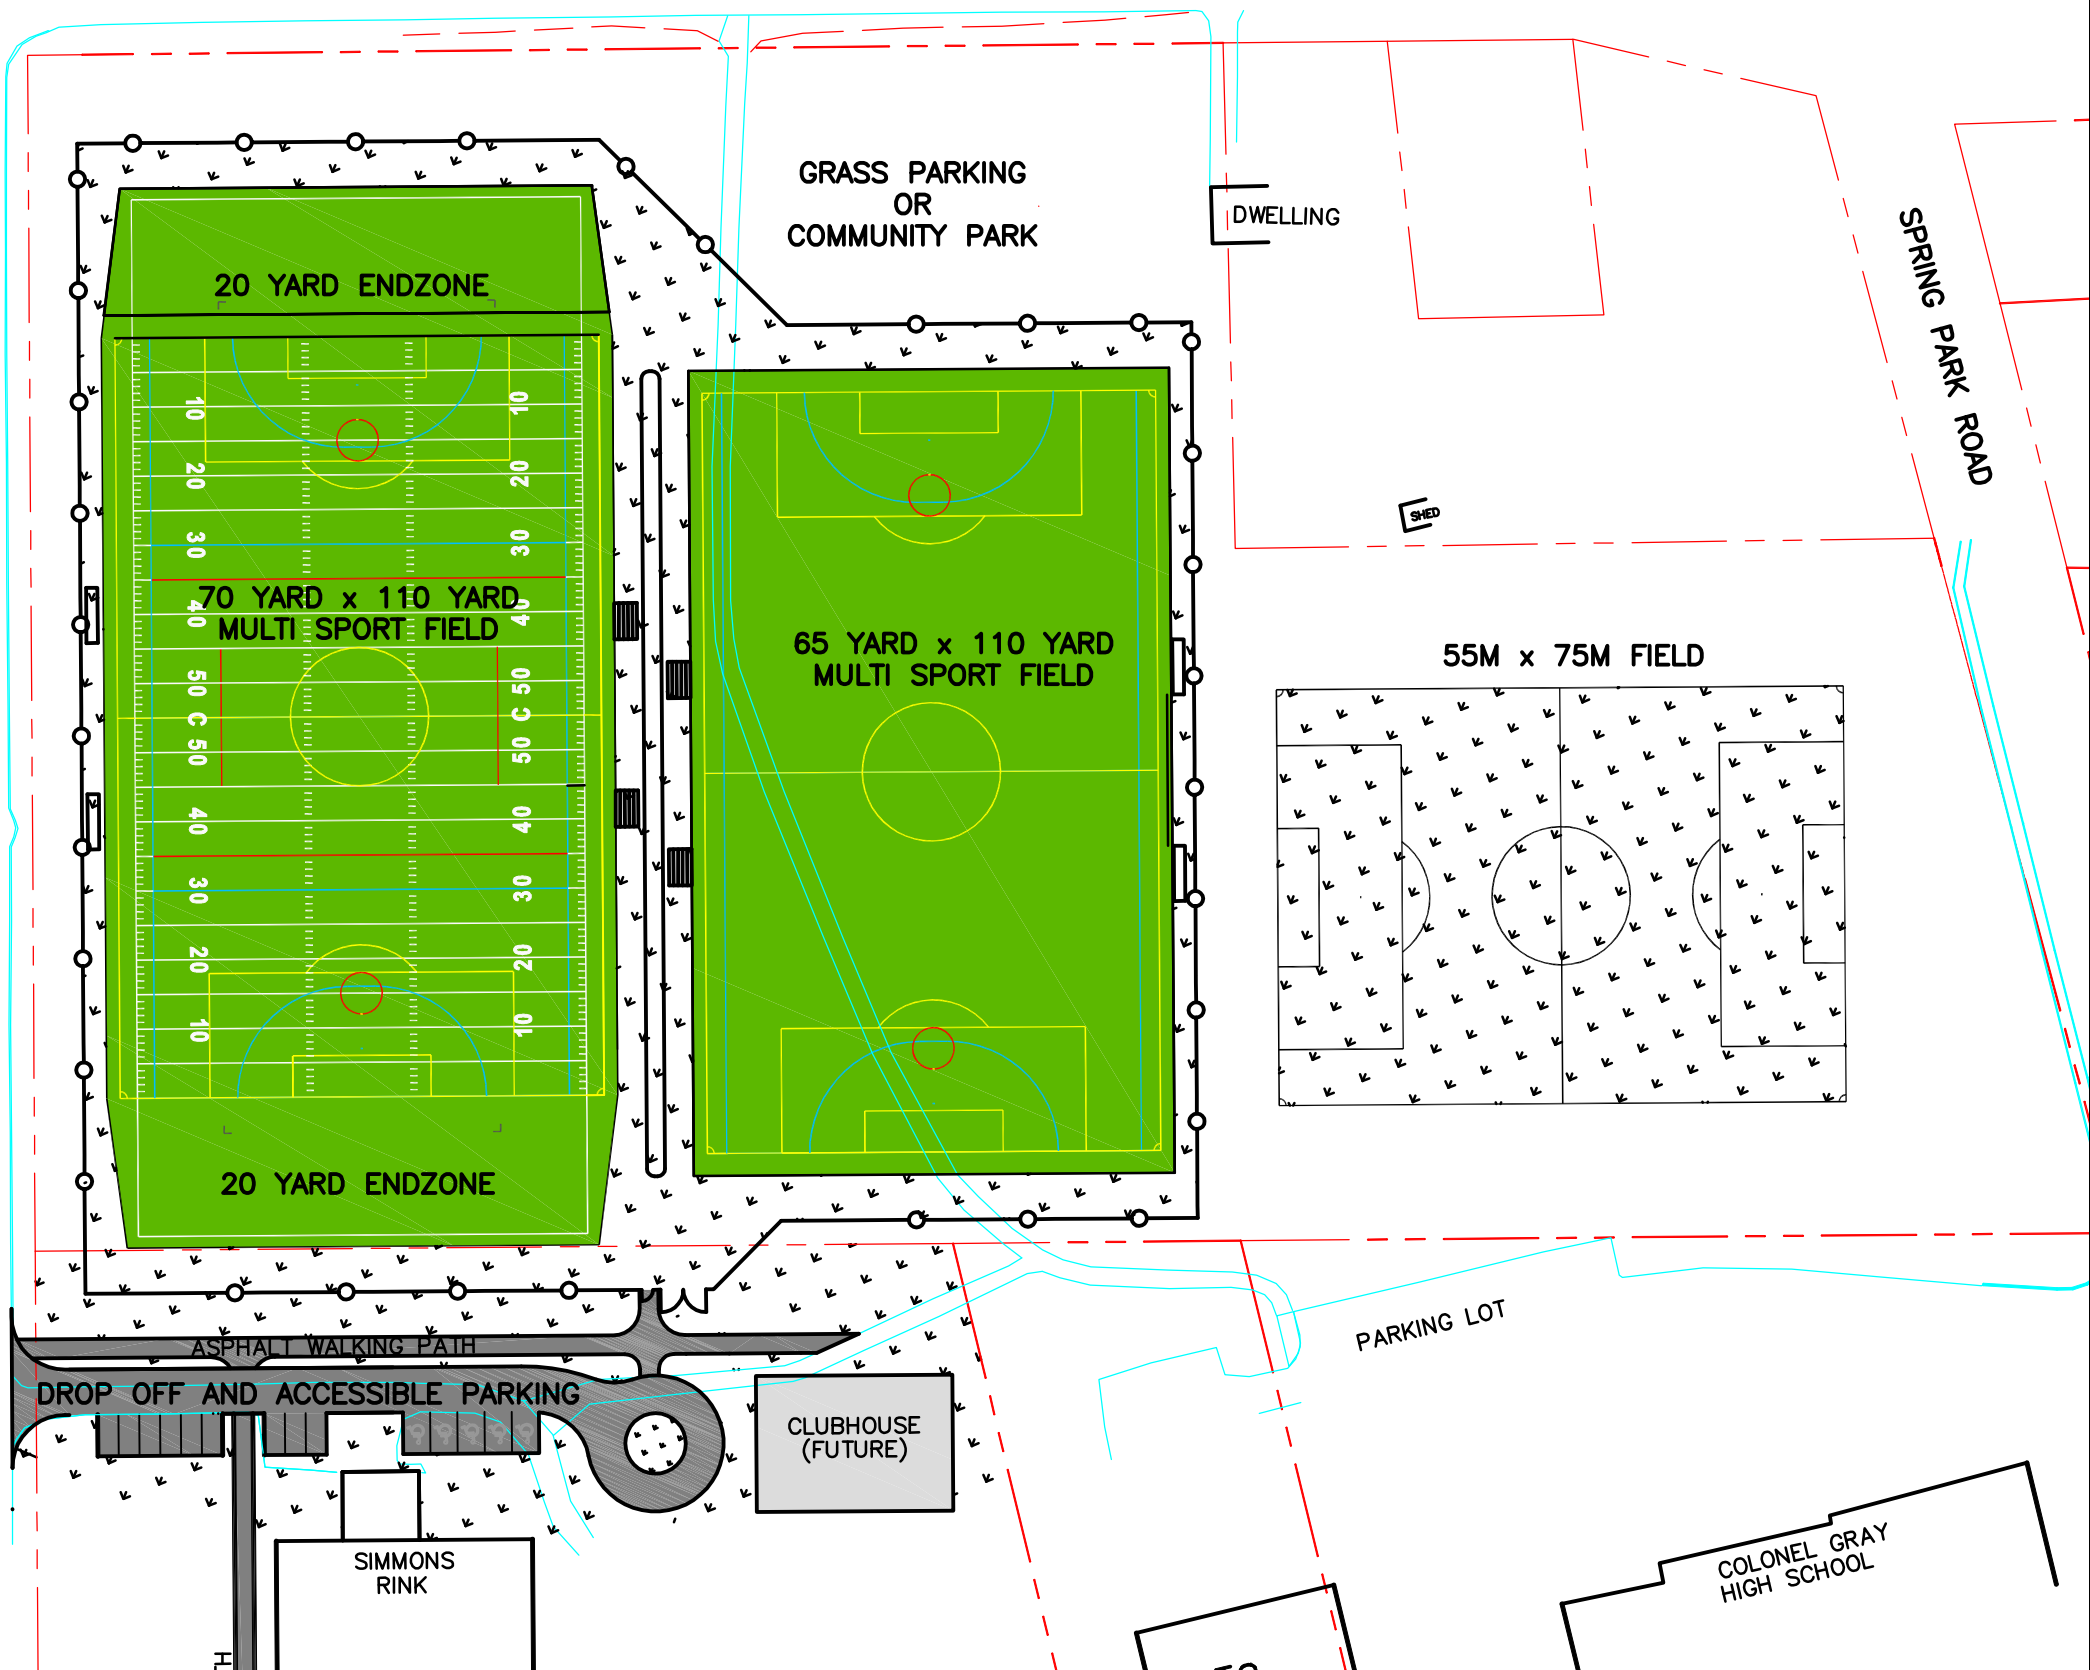 GRASS PARKING
OR
COMMUNITY PARK
DWELLING
SPRING PARK ROAD
20 YARD ENDZONE
10 10
20 20
30 30
70 YARD x 110 YARD
40 40
MULTI SPORT FIELD
50 50
C C
50 50
40 40
30 30
20 20
10 10
20 YARD ENDZONE
65 YARD x 110 YARD
MULTI SPORT FIELD
SHED
55M x 75M FIELD
PARKING LOT
ASPHALT WALKING PATH
DROP OFF AND ACCESSIBLE PARKING
CLUBHOUSE
(FUTURE)
SIMMONS
RINK
COLONEL GRAY
HIGH SCHOOL